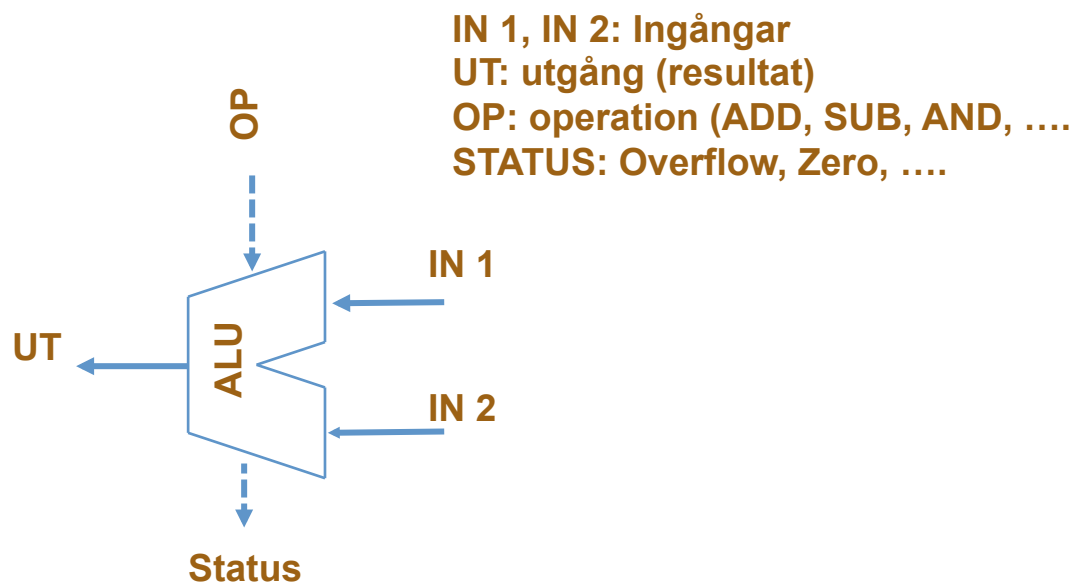 IN 1, IN 2: Ingångar
UT: utgång (resultat)
OP: operation (ADD, SUB, AND, ....
STATUS: Overflow, Zero, ....
OP
IN 1
UT
ALU
IN 2
Status